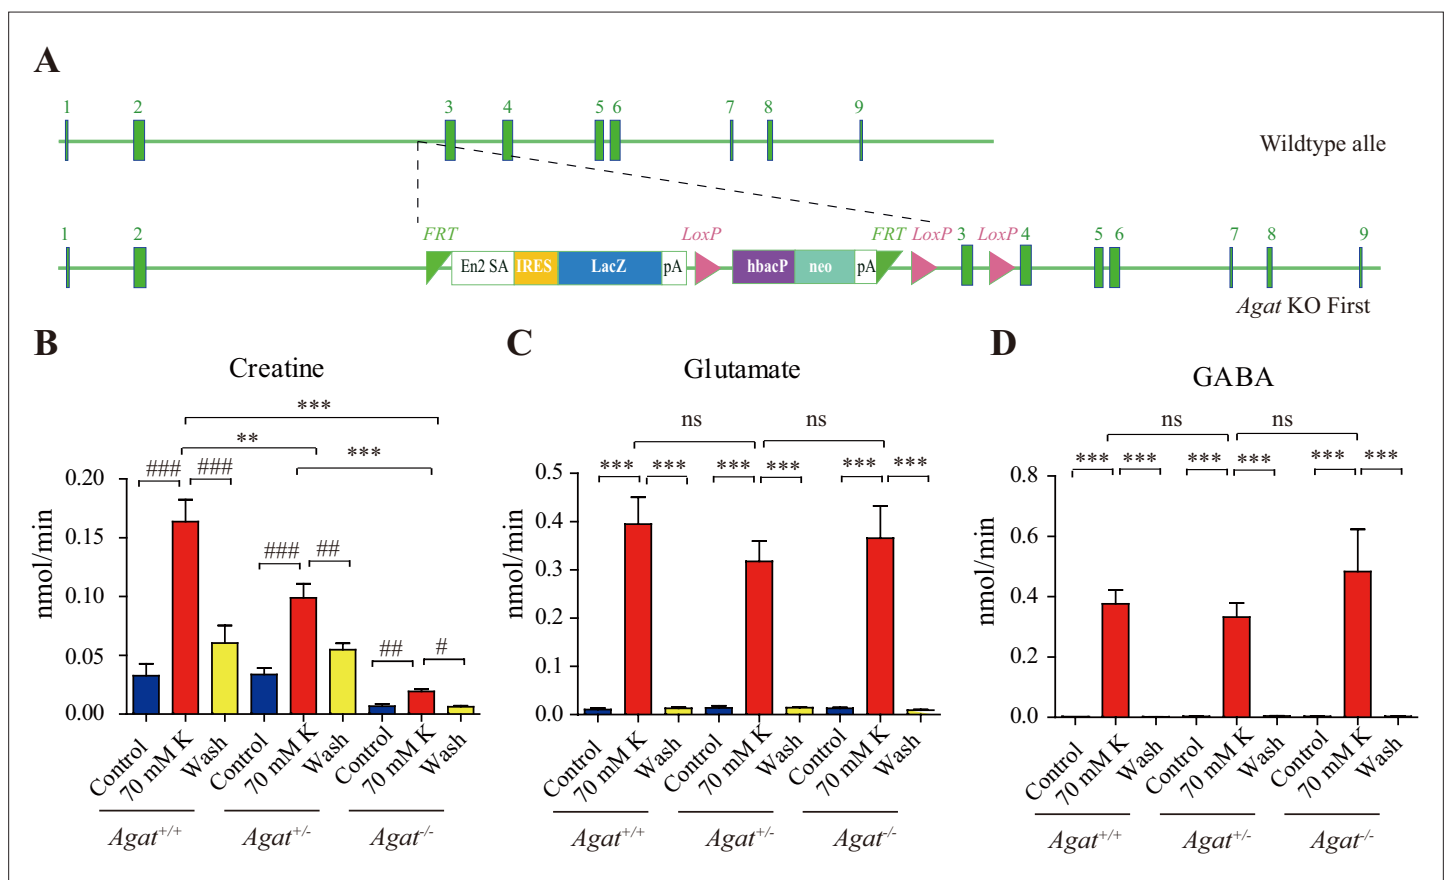 A
1 2 3 4 5 6 7 8 9
Wildtype alle
1 2 FRT LoxP FRT LoxP 3 LoxP 4 5 6 7 8 9
En2 SA IRES LacZ pA hbacP neo pA
Agat KO First
B
Creatine
***
**
***
### ###
### ##
## #
nmol/min
0.20
0.15
0.10
0.05
0.00
Control 70 mM K Wash Control 70 mM K Wash Control 70 mM K Wash
Agat+/+ Agat+/- Agat-/-
C
Glutamate
ns ns
*** *** *** *** *** ***
nmol/min
0.5
0.4
0.3
0.2
0.1
0.0
Control 70 mM K Wash Control 70 mM K Wash Control 70 mM K Wash
Agat+/+ Agat+/- Agat-/-
D
GABA
ns ns
*** *** *** *** *** ***
nmol/min
0.8
0.6
0.4
0.2
0.0
Control 70 mM K Wash Control 70 mM K Wash Control 70 mM K Wash
Agat+/+ Agat+/- Agat-/-